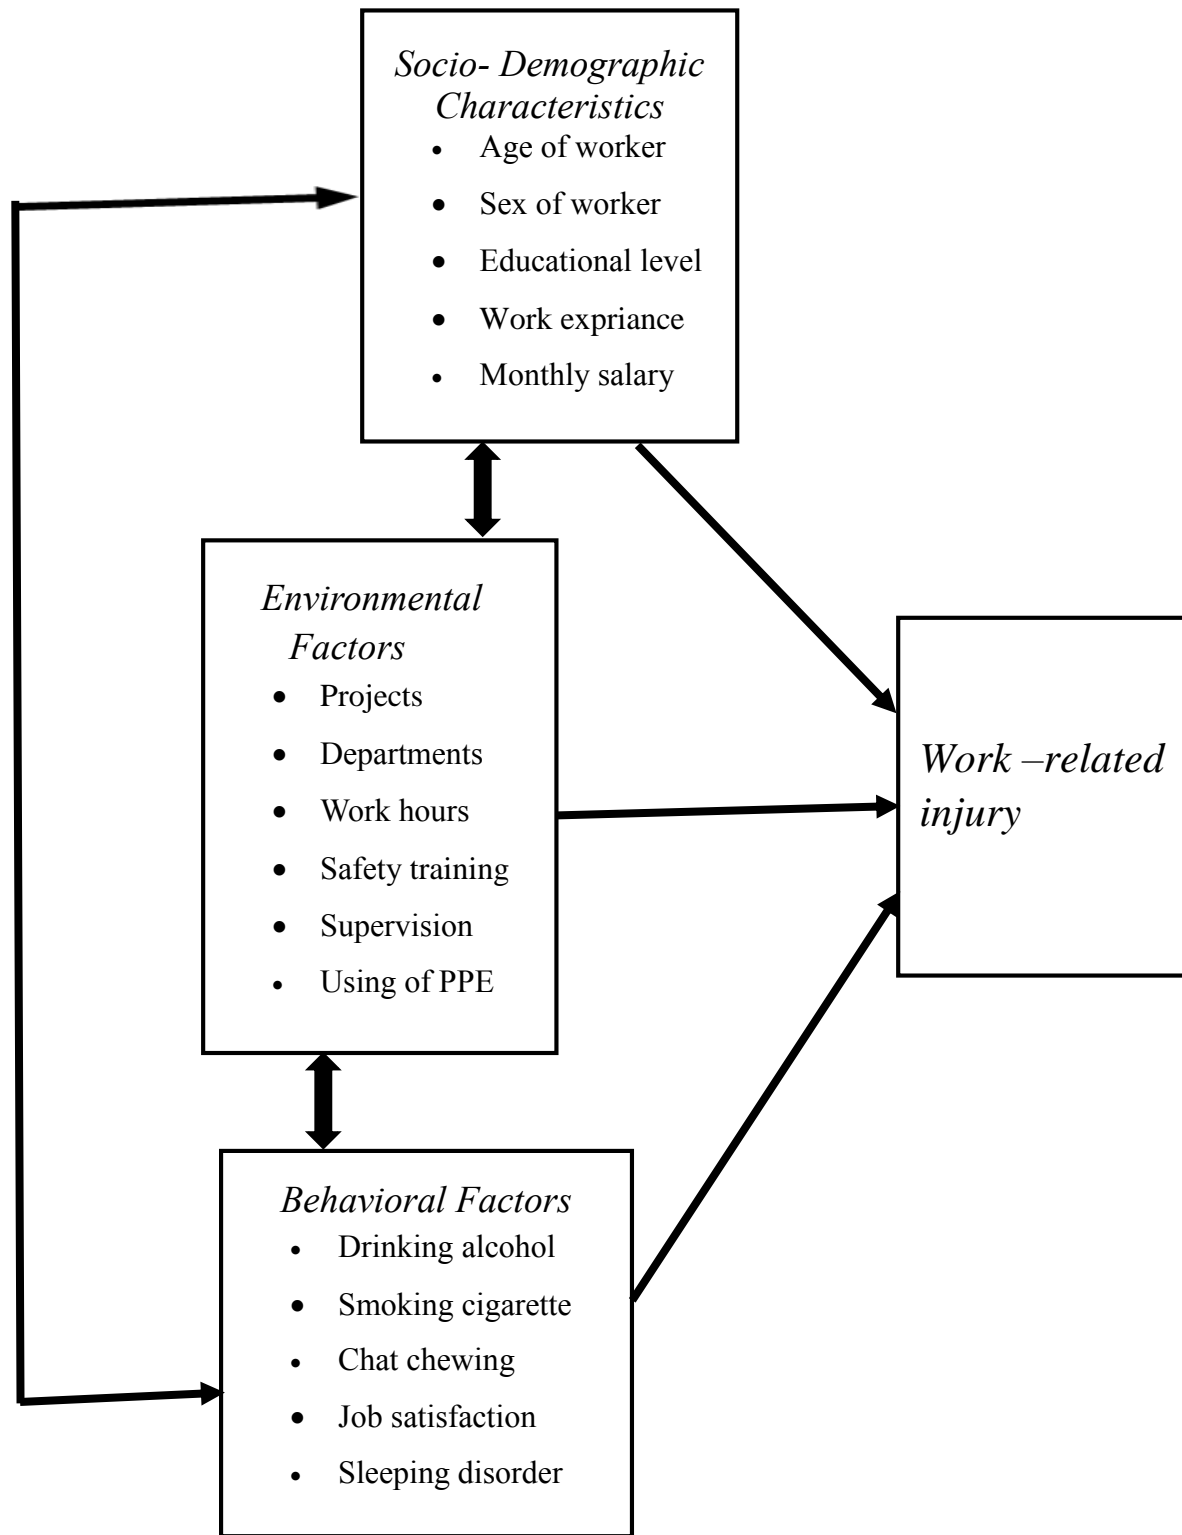 Socio- Demographic
Characteristics
• Age of worker
• Sex of worker
• Educational level
• Work expriance
• Monthly salary
Environmental
Factors
• Projects
• Departments
• Work hours
• Safety training
• Supervision
• Using of PPE
Work –related
injury
Behavioral Factors
• Drinking alcohol
• Smoking cigarette
• Chat chewing
• Job satisfaction
• Sleeping disorder